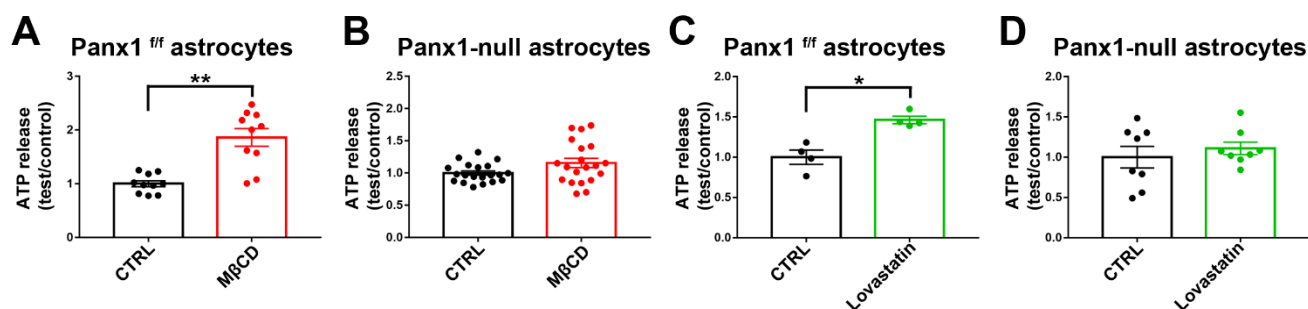 A
Panx1 f/f astrocytes
ATP release
(test/control)
3
2
1
0
**
CTRL
MβCD
B
Panx1-null astrocytes
ATP release
(test/control)
2.5
2.0
1.5
1.0
0.5
0.0
CTRL
MβCD
C
Panx1 f/f astrocytes
ATP release
(test/control)
2.0
1.5
1.0
0.5
0.0
*
CTRL
Lovastatin
D
Panx1-null astrocytes
ATP release
(test/control)
2.0
1.5
1.0
0.5
0.0
CTRL
Lovastatin